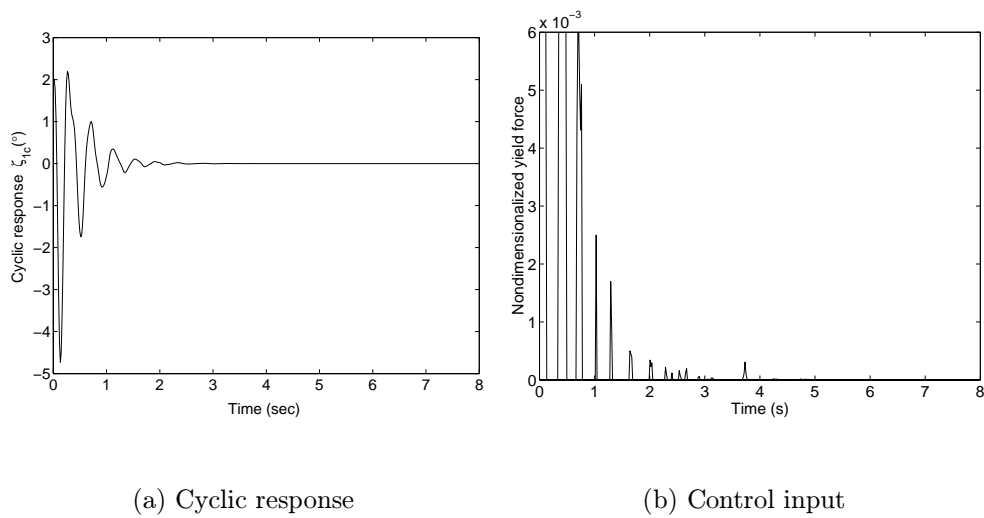 3
2
1
0
−1
−2
−3
−4
−5
Cyclic response ζ1c(°)
0 1 2 3 4 5 6 7 8
Time (sec)
(a) Cyclic response
6 x 10−3
5
4
3
2
1
0
Nondimensionalized yield force
0 1 2 3 4 5 6 7 8
Time (s)
(b) Control input